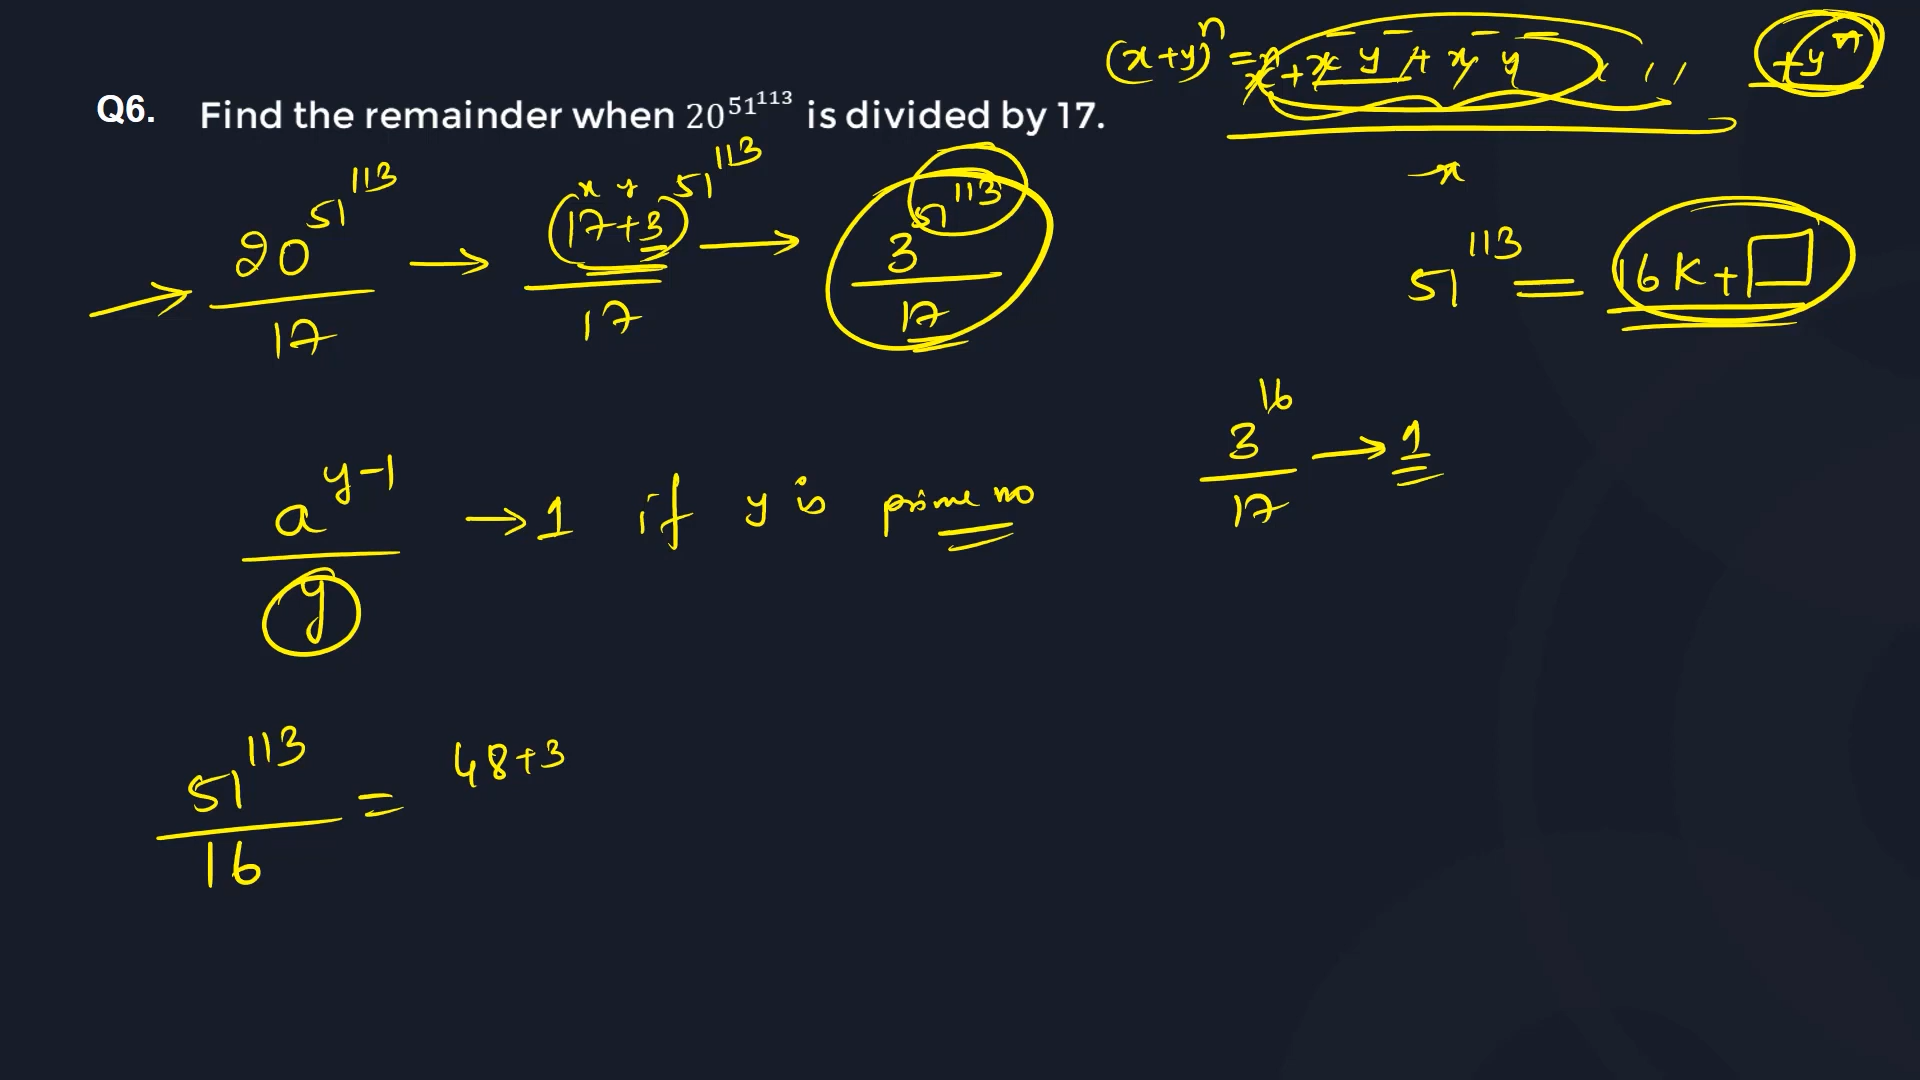 (x+y)ⁿ = xⁿ + x y + x y ... + yⁿ
Q6. Find the remainder when 20^51^113 is divided by 17.
x
20^51^113 / 17 → (17+3)^51^113 / 17 → 3^51^113 / 17
x y
51^113 = 16K+□
3^16 / 17 → 1
a^y-1 / y → 1 if y is prime no
51^113 / 16 = 48+3